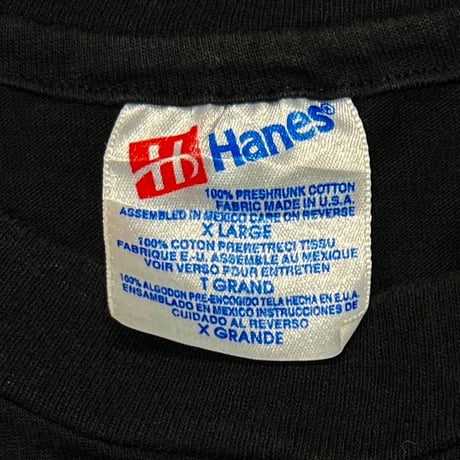 H Hanes®
100% PRESHRUNK COTTON
FABRIC MADE IN U.S.A.
ASSEMBLED IN MEXICO CARE ON REVERSE
X LARGE
100% COTON PRERETRECI TISSU
FABRIQUE E.-U. ASSEMBLE AU MEXIQUE
VOIR VERSO POUR ENTRETIEN
T GRAND
100% ALGODON PRE-ENCOGIDO TELA HECHA EN E.U.A.
ENSAMBLADO EN MEXICO INSTRUCCIONES DE
CUIDADO AL REVERSO
X GRANDE